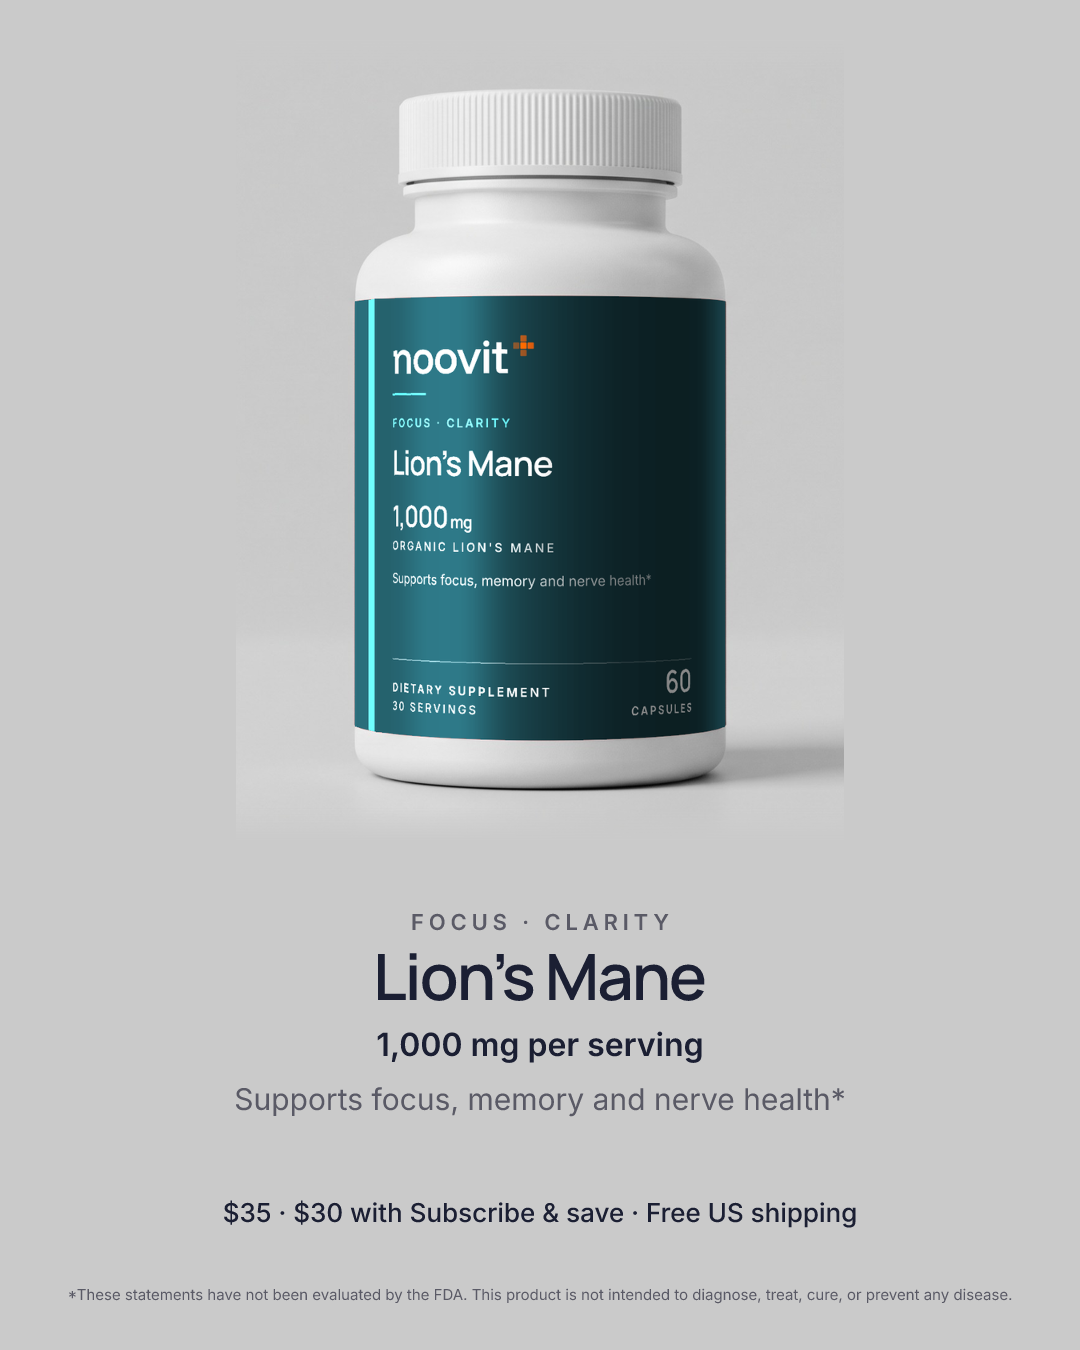 noovit
FOCUS · CLARITY
Lion’s Mane
1,000 mg
ORGANIC LION'S MANE
Supports focus, memory and nerve health*
DIETARY SUPPLEMENT
30 SERVINGS
60
CAPSULES
FOCUS · CLARITY
Lion’s Mane
1,000 mg per serving
Supports focus, memory and nerve health*
$35 · $30 with Subscribe & save · Free US shipping
*These statements have not been evaluated by the FDA. This product is not intended to diagnose, treat, cure, or prevent any disease.